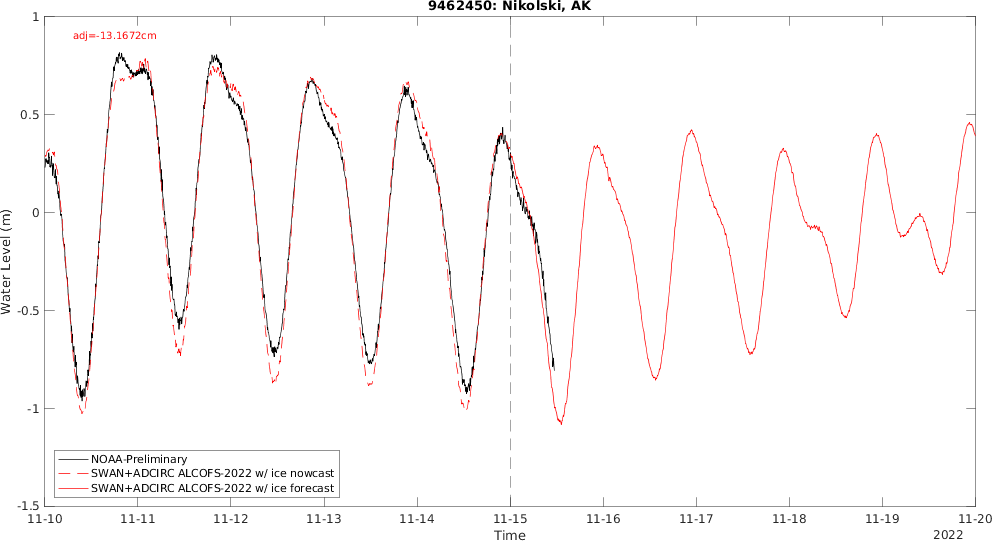 9462450: Nikolski, AK
adj=-13.1672cm
1
0.5
0
-0.5
-1
-1.5
Water Level (m)
NOAA-Preliminary
SWAN+ADCIRC ALCOFS-2022 w/ ice nowcast
SWAN+ADCIRC ALCOFS-2022 w/ ice forecast
11-10 11-11 11-12 11-13 11-14 11-15 11-16 11-17 11-18 11-19 11-20
Time
2022